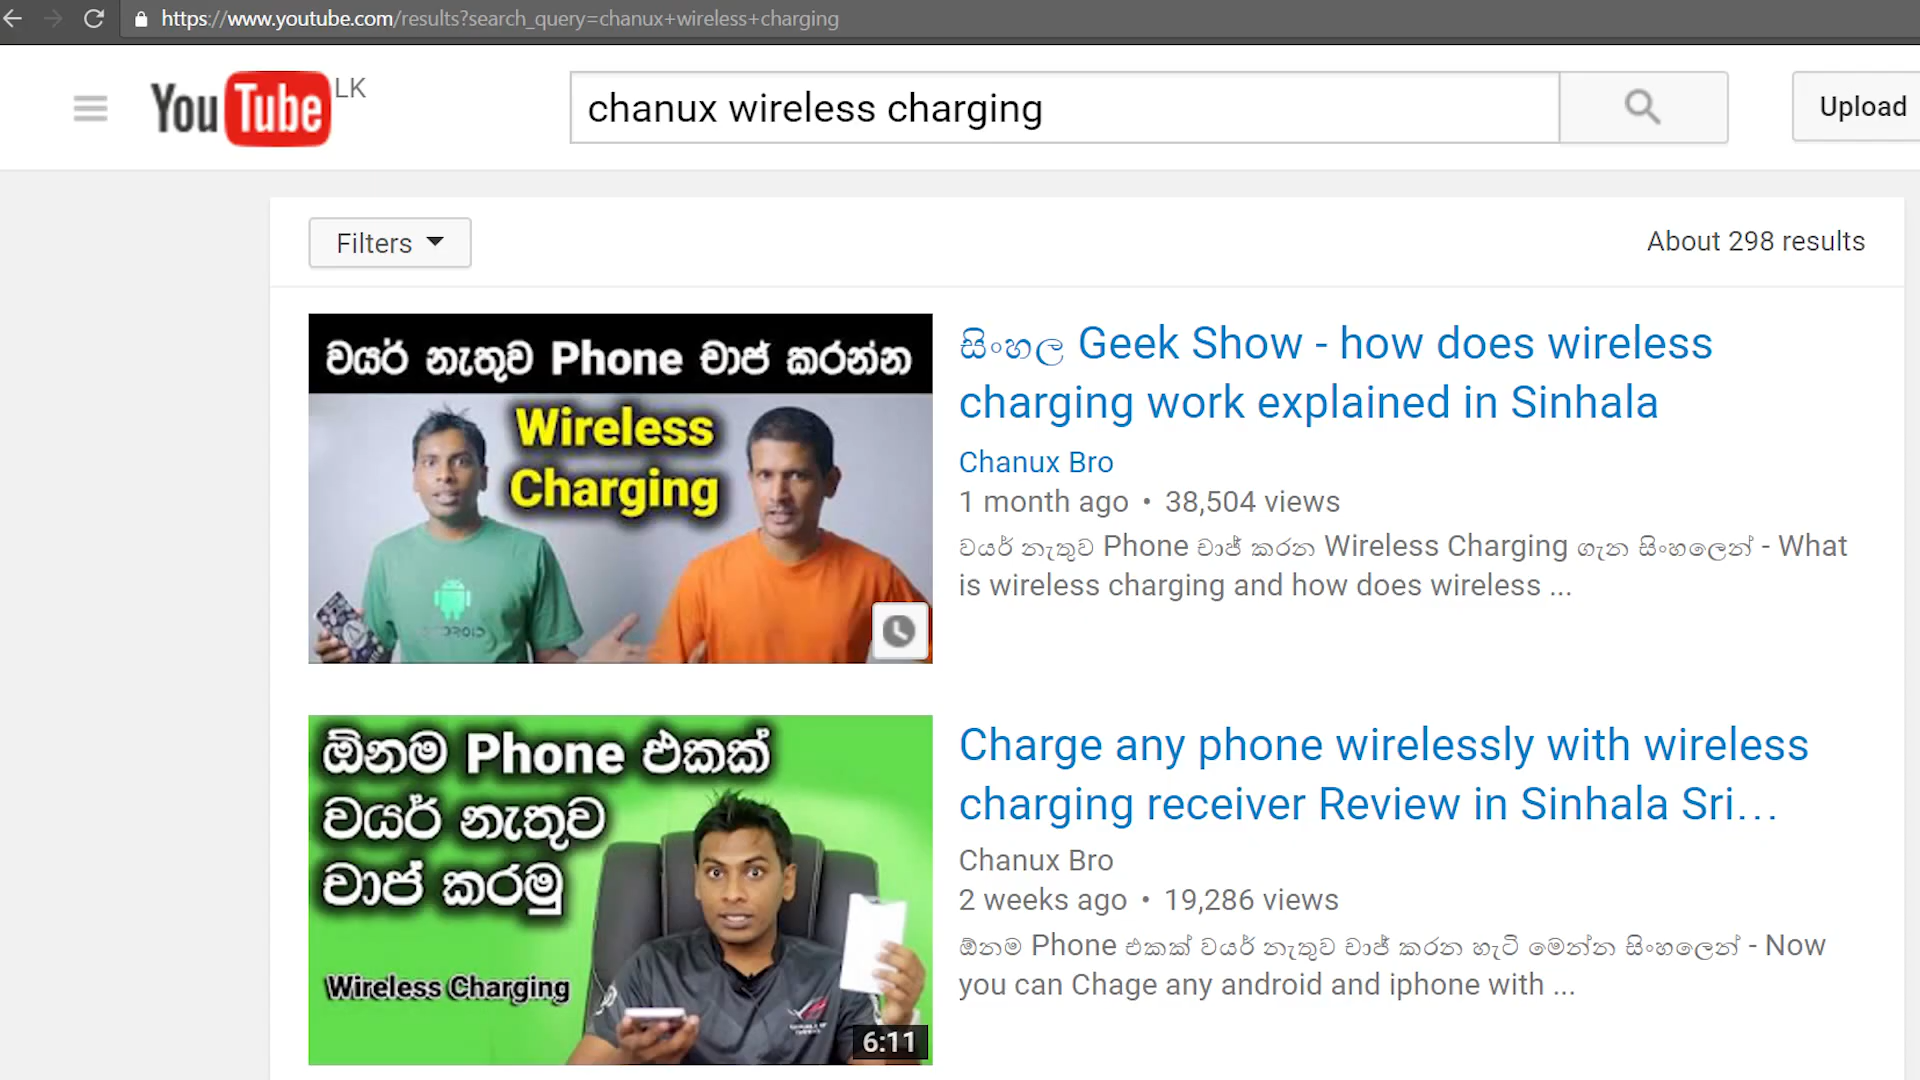 https://www.youtube.com/results?search_query=chanux+wireless+charging
YouTube LK
chanux wireless charging
Upload
Filters
About 298 results
වයර් නැතුව Phone චාජ් කරන්න
Wireless
Charging
සිංහල Geek Show - how does wireless
charging work explained in Sinhala
Chanux Bro
1 month ago • 38,504 views
වයර් නැතුව Phone චාජ් කරන Wireless Charging ගැන සිංහලෙන් - What
is wireless charging and how does wireless ...
ඕනම Phone එකක්
වයර් නැතුව
චාජ් කරමු
Wireless Charging
6:11
Charge any phone wirelessly with wireless
charging receiver Review in Sinhala Sri...
Chanux Bro
2 weeks ago • 19,286 views
ඕනම Phone එකක් වයර් නැතුව චාජ් කරන හැටි මෙන්න සිංහලෙන් - Now
you can Chage any android and iphone with ...